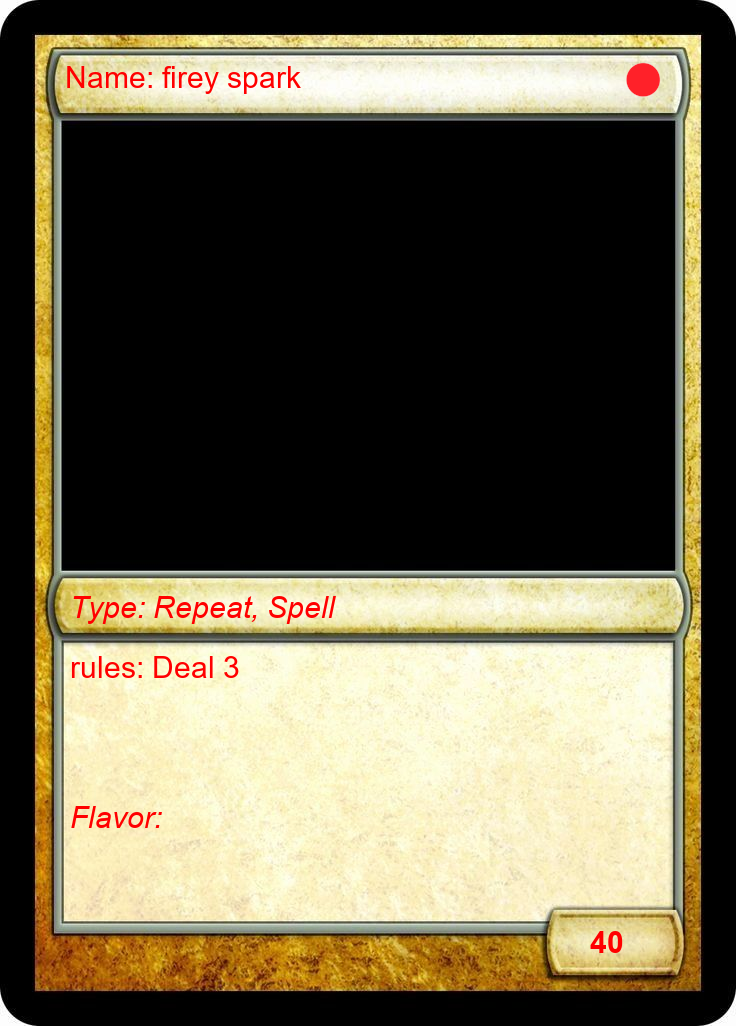 Name: firey spark
Type: Repeat, Spell
rules: Deal 3
Flavor:
40